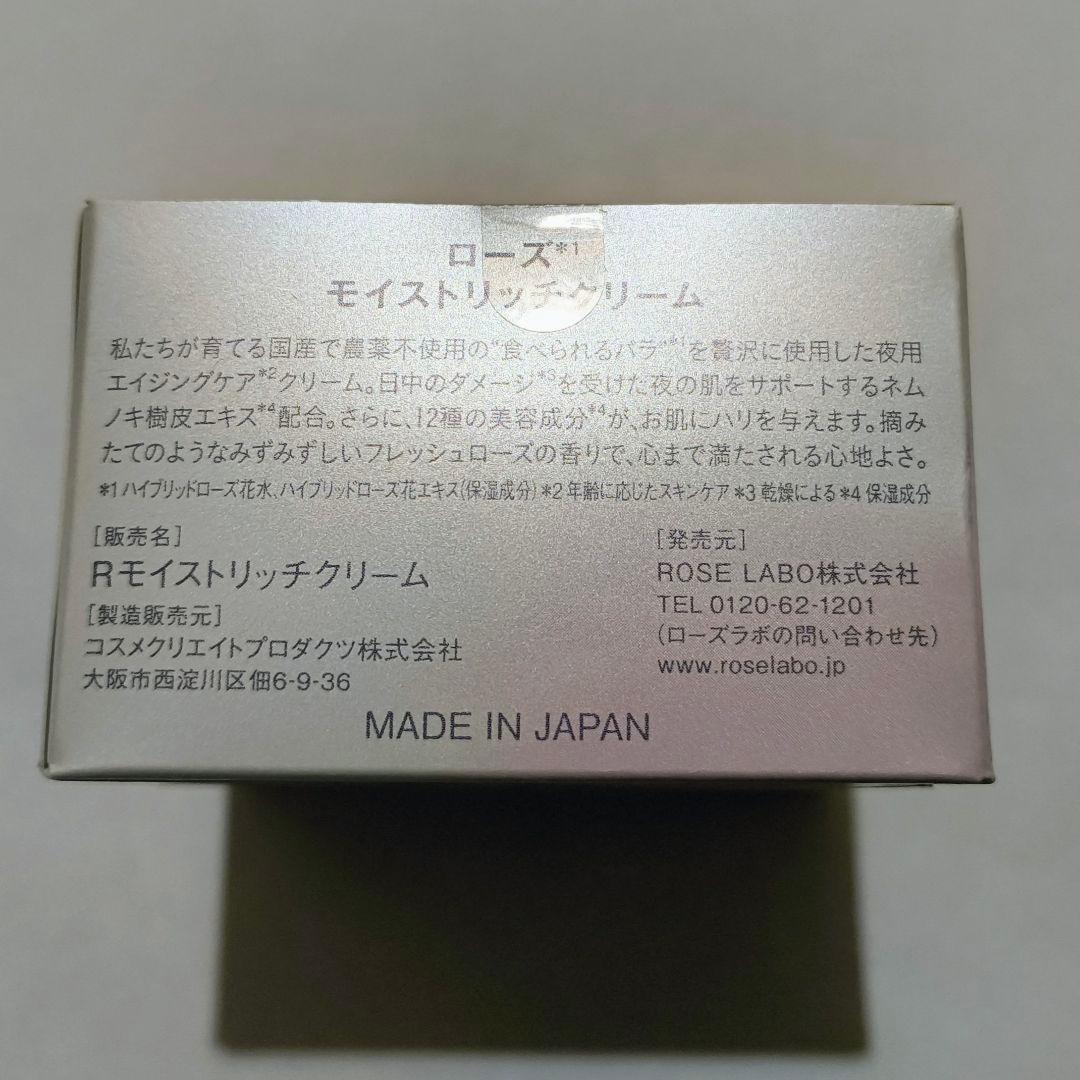 ローズ*1
モイストリッチクリーム
私たちが育てる国産で農薬不使用の“食べられるバラ”*1を贅沢に使用した夜用
エイジングケア*2クリーム。日中のダメージ*3を受けた夜の肌をサポートするネム
ノキ樹皮エキス*4配合。さらに、12種の美容成分*4が、お肌にハリを与えます。摘み
たてのようなみずみずしいフレッシュローズの香りで、心まで満たされる心地よさ。
*1 ハイブリッドローズ花水、ハイブリッドローズ花エキス(保湿成分) *2 年齢に応じたスキンケア *3 乾燥による *4 保湿成分
[販売名]
Rモイストリッチクリーム
[製造販売元]
コスメクリエイトプロダクツ株式会社
大阪市西淀川区佃6-9-36
[発売元]
ROSE LABO株式会社
TEL 0120-62-1201
(ローズラボの問い合わせ先)
www.roselabo.jp
MADE IN JAPAN